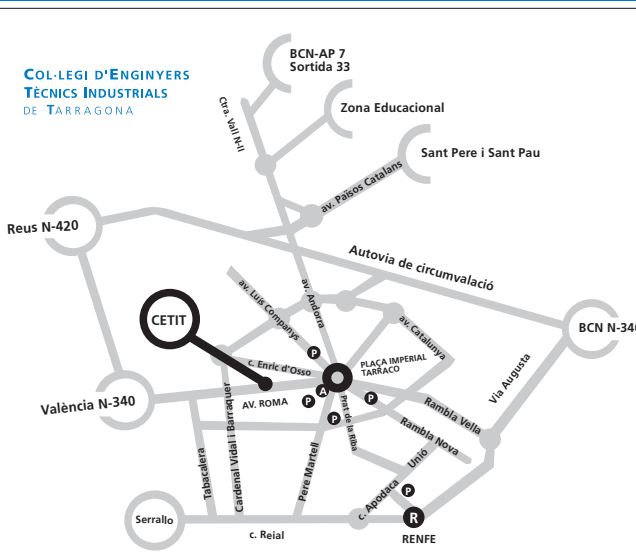 COL·LEGI D'ENGINYERS
TÈCNICS INDUSTRIALS
DE TARRAGONA
BCN-AP 7
Sortida 33
Zona Educacional
Sant Pere i Sant Pau
Ctra. Vall N-II
av. Països Catalans
Reus N-420
Autovia de circumval·lació
av. Luis Companys
av. Andorra
CETIT
BCN N-340
av. Catalunya
P
PLAÇA IMPERIAL
TARRACO
c. Enric d'Osso
Via Augusta
València N-340
AV. ROMA
A
P
P
P
Rambla Vella
Rambla Nova
Prat de la Riba
Cardenal Vidal i Barraquer
Tabacalera
Pere Martell
Unió
c. Apodaca
P
Serrallo
c. Reial
R
RENFE